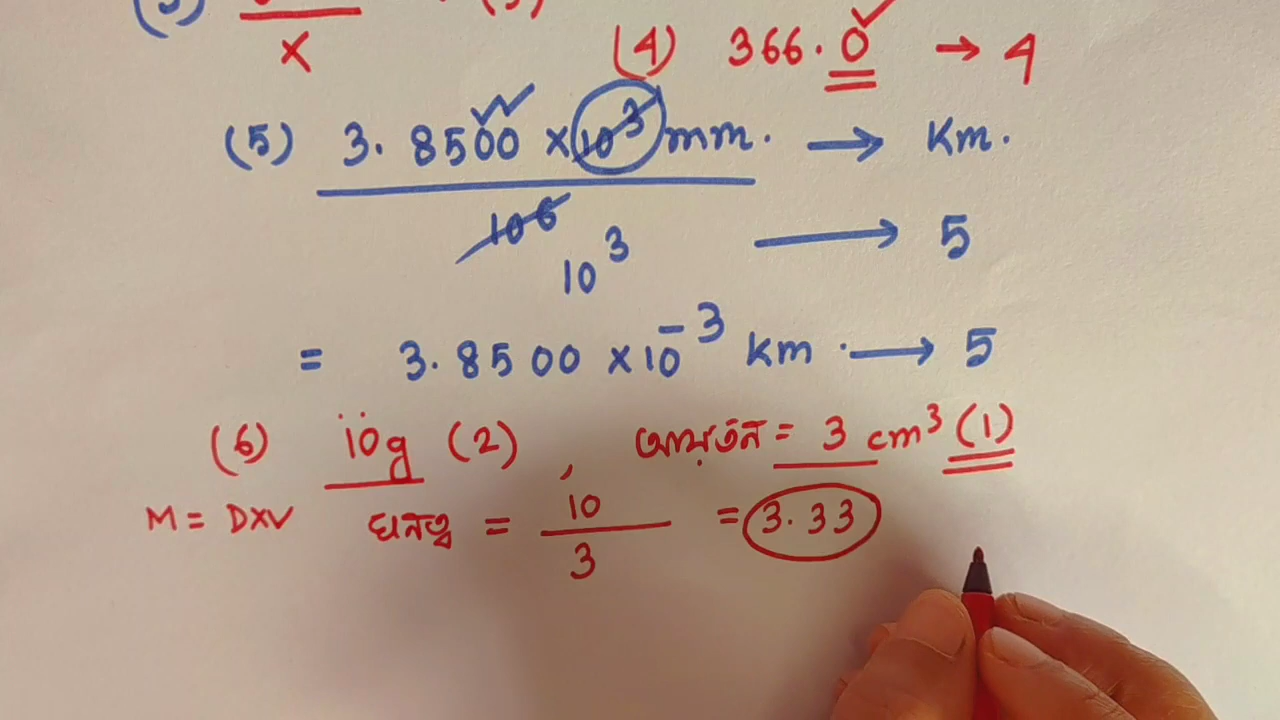 (4) 366.0 → 4
(5) 3.8500 × 10³ mm. → Km.
10⁶
10³ → 5
= 3.8500 × 10⁻³ Km. → 5
(6) 10g (2), আয়তন = 3 cm³ (1)
M = D×V ঘনত্ব = 10/3 = 3.33